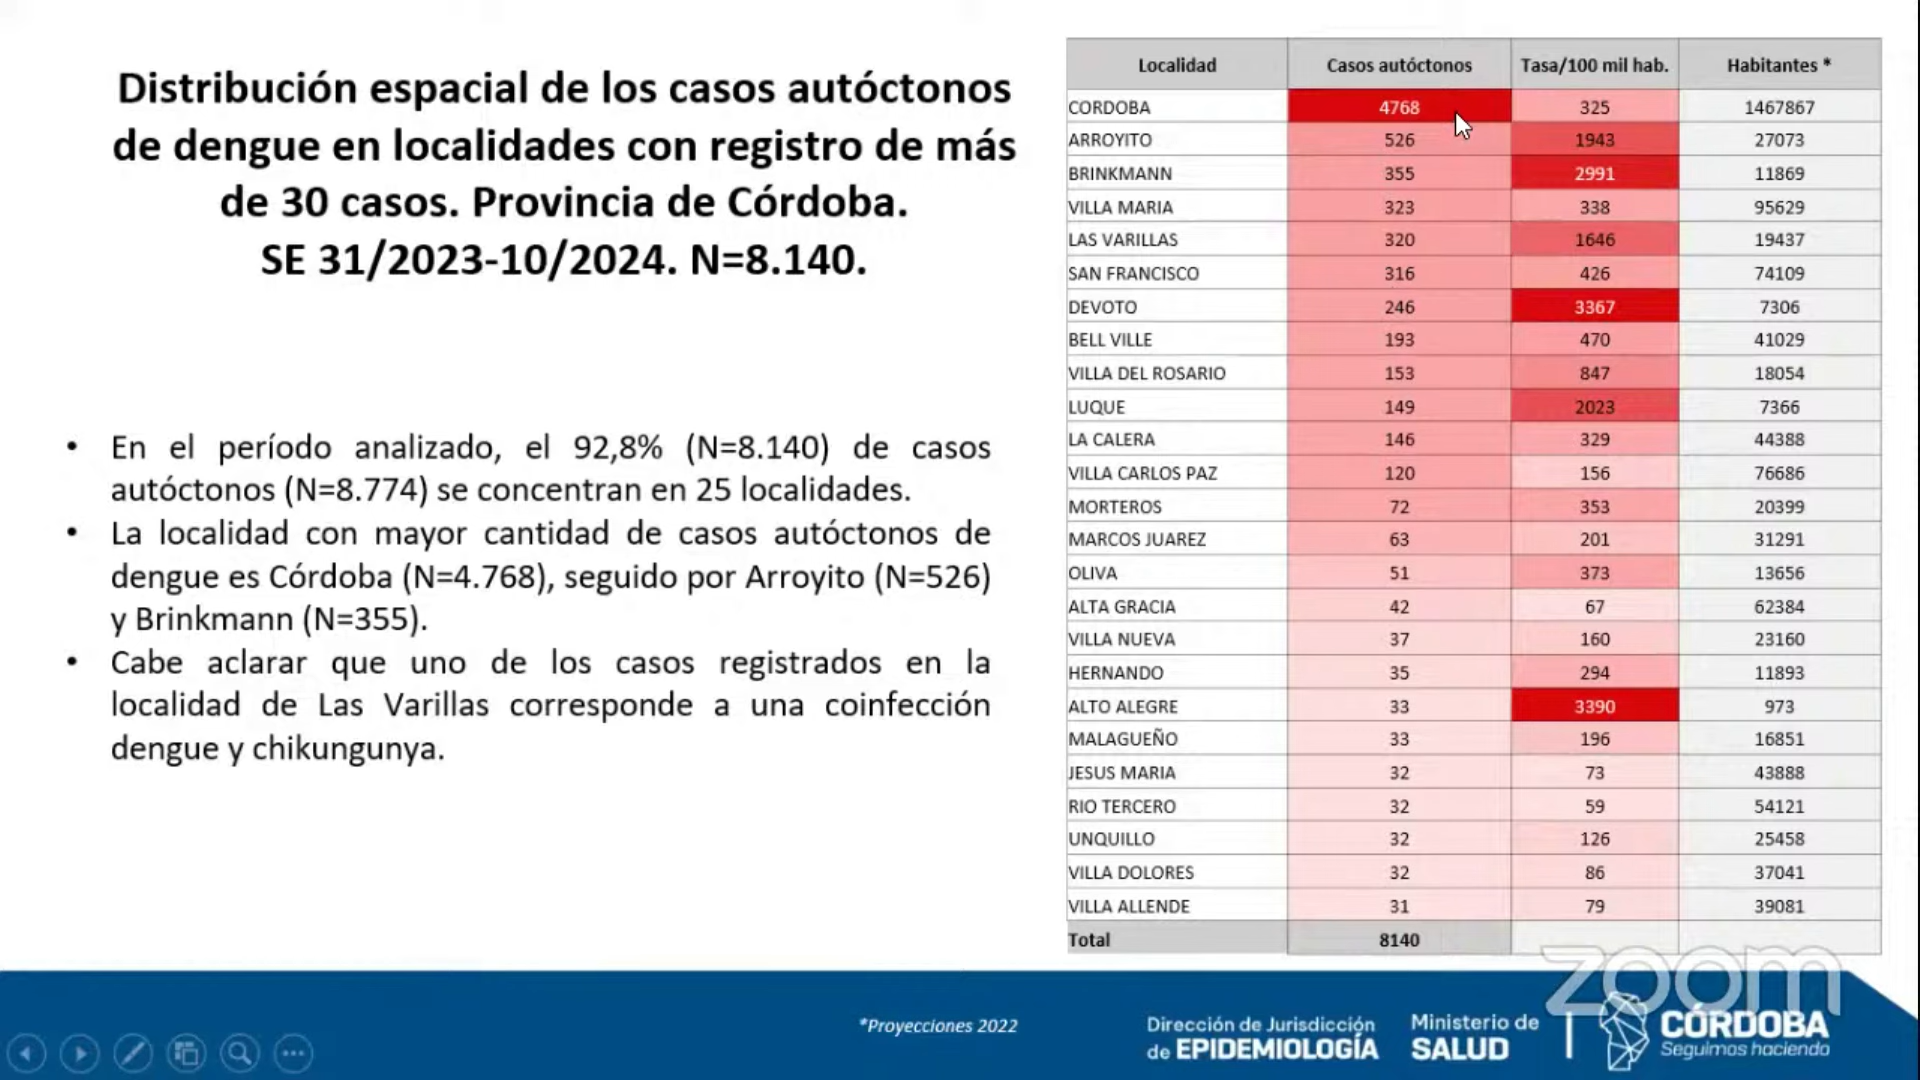 Distribución espacial de los casos autóctonos
de dengue en localidades con registro de más
de 30 casos. Provincia de Córdoba.
SE 31/2023-10/2024. N=8.140.
• En el período analizado, el 92,8% (N=8.140) de casos
autóctonos (N=8.774) se concentran en 25 localidades.
• La localidad con mayor cantidad de casos autóctonos de
dengue es Córdoba (N=4.768), seguido por Arroyito (N=526)
y Brinkmann (N=355).
• Cabe aclarar que uno de los casos registrados en la
localidad de Las Varillas corresponde a una coinfección
dengue y chikungunya.
Localidad Casos autóctonos Tasa/100 mil hab. Habitantes *
CORDOBA 4768 325 1467867
ARROYITO 526 1943 27073
BRINKMANN 355 2991 11869
VILLA MARIA 323 338 95629
LAS VARILLAS 320 1646 19437
SAN FRANCISCO 316 426 74109
DEVOTO 246 3367 7306
BELL VILLE 193 470 41029
VILLA DEL ROSARIO 153 847 18054
LUQUE 149 2023 7366
LA CALERA 146 329 44388
VILLA CARLOS PAZ 120 156 76686
MORTEROS 72 353 20399
MARCOS JUAREZ 63 201 31291
OLIVA 51 373 13656
ALTA GRACIA 42 67 62384
VILLA NUEVA 37 160 23160
HERNANDO 35 294 11893
ALTO ALEGRE 33 3390 973
MALAGUEÑO 33 196 16851
JESUS MARIA 32 73 43888
RIO TERCERO 32 59 54121
UNQUILLO 32 126 25458
VILLA DOLORES 32 86 37041
VILLA ALLENDE 31 79 39081
Total 8140
zoom
*Proyecciones 2022
Dirección de Jurisdicción
de EPIDEMIOLOGÍA
Ministerio de
SALUD
CÓRDOBA
Seguimos haciendo